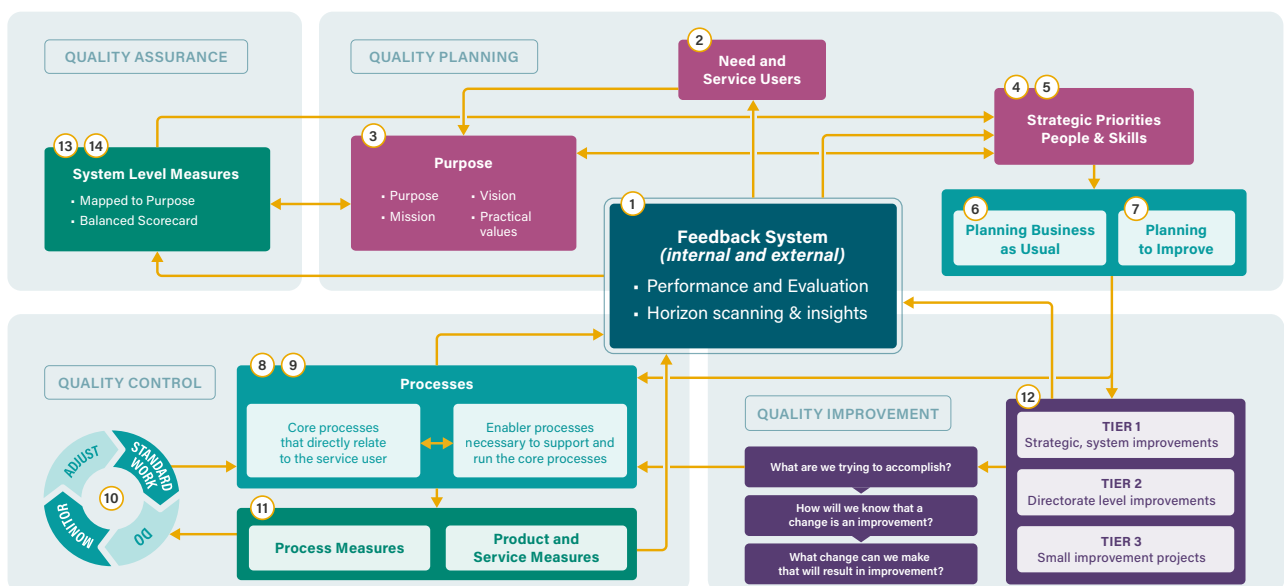 QUALITY ASSURANCE
13 14
System Level Measures
▪ Mapped to Purpose
▪ Balanced Scorecard
QUALITY PLANNING
2
Need and
Service Users
3
Purpose
▪ Purpose
▪ Mission
▪ Vision
▪ Practical
values
4 5
Strategic Priorities
People & Skills
6
Planning Business
as Usual
7
Planning
to Improve
1
Feedback System
(internal and external)
▪ Performance and Evaluation
▪ Horizon scanning & insights
QUALITY CONTROL
8 9
Processes
Core processes
that directly relate
to the service user
Enabler processes
necessary to support and
run the core processes
10
ADJUST
STANDARD
WORK
DO
MONITOR
11
Process Measures
Product and
Service Measures
QUALITY IMPROVEMENT
What are we trying to accomplish?
How will we know that a
change is an improvement?
What change can we make
that will result in improvement?
12
TIER 1
Strategic, system improvements
TIER 2
Directorate level improvements
TIER 3
Small improvement projects